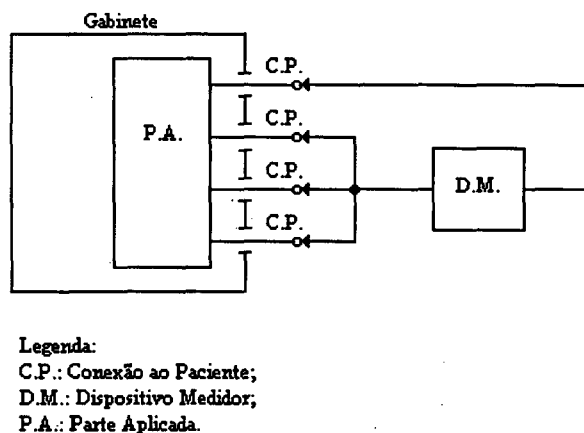 Gabinete
C.P.
C.P.
P.A.
C.P.
D.M.
C.P.
Legenda:
C.P.: Conexão ao Paciente;
D.M.: Dispositivo Medidor;
P.A.: Parte Aplicada.